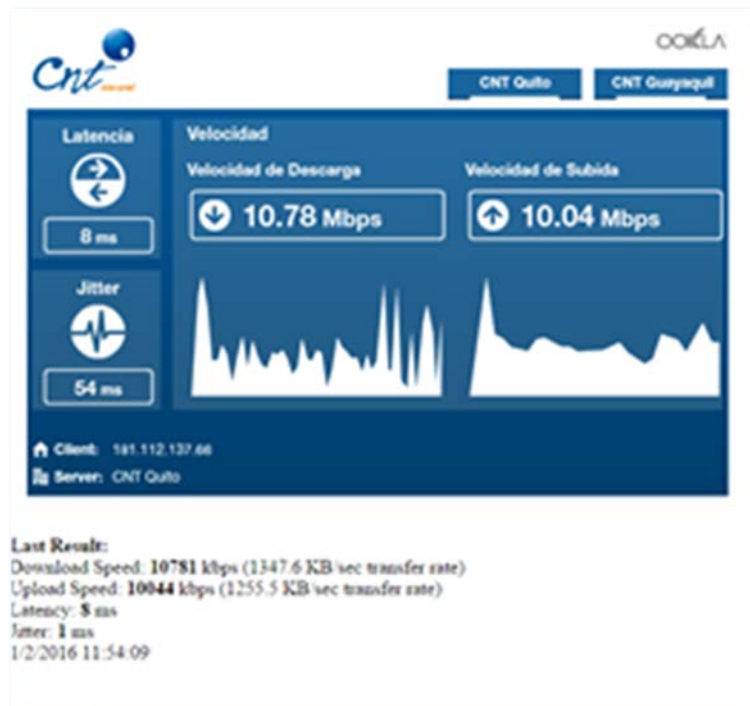 OOKLA
Cnt
CNT Quito
CNT Guayaquil
Latencia
8 ms
Jitter
54 ms
Velocidad
Velocidad de Descarga
10.78 Mbps
Velocidad de Subida
10.04 Mbps
Client: 181.112.137.66
Server: CNT Quito
Last Result:
Download Speed: 10781 kbps (1347.6 KB/sec transfer rate)
Upload Speed: 10044 kbps (1255.5 KB/sec transfer rate)
Latency: 8 ms
Jitter: 1 ms
1/2/2016 11:54:09